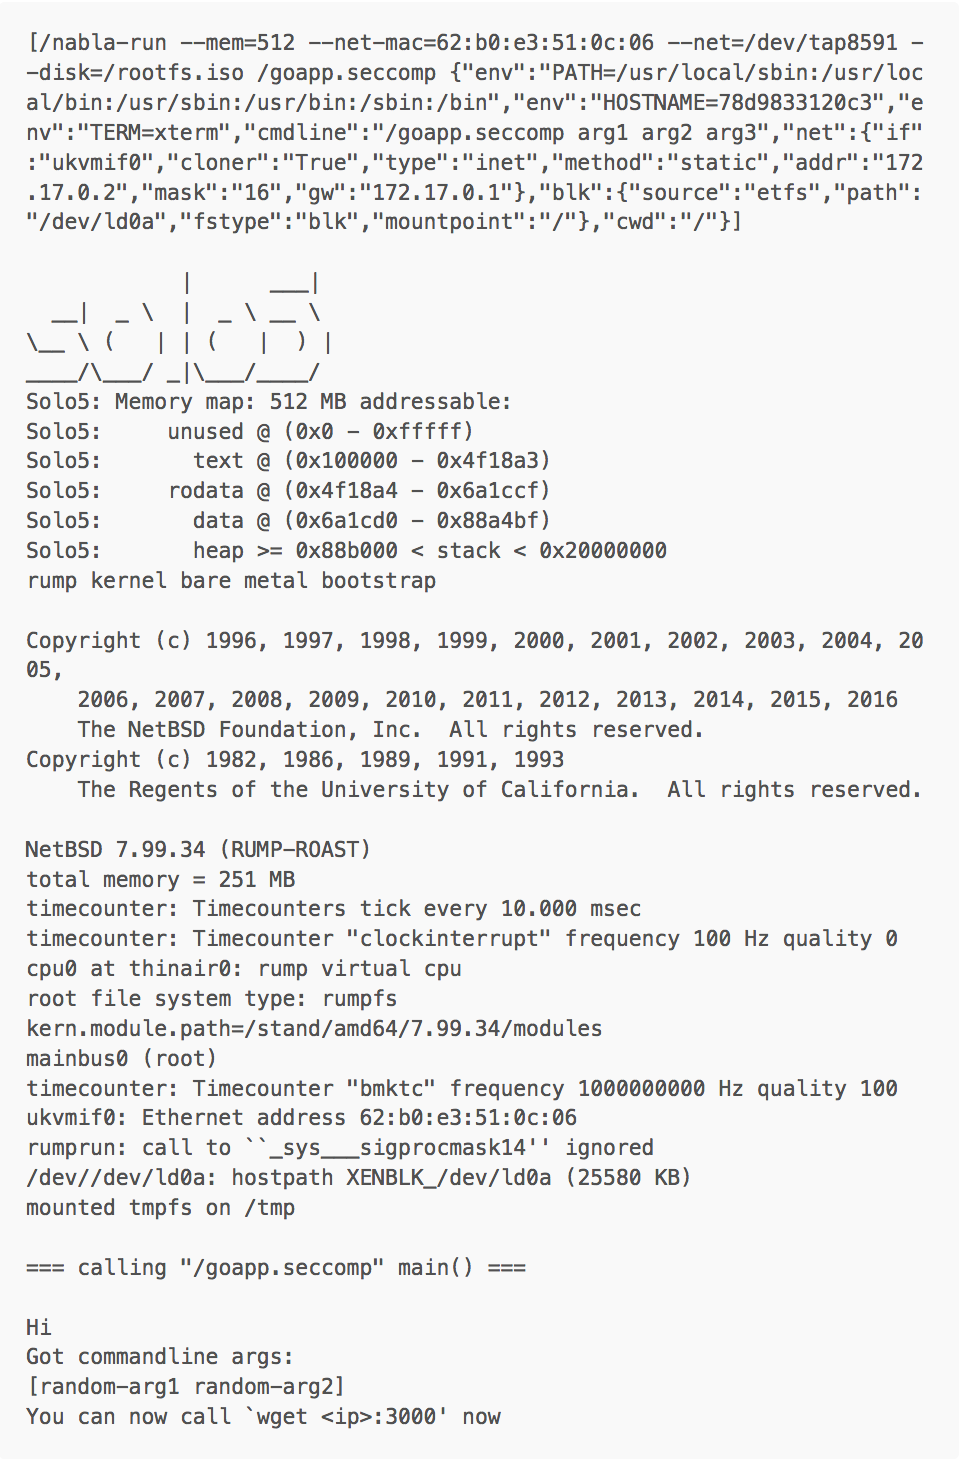 [/nabla-run --mem=512 --net-mac=62:b0:e3:51:0c:06 --net=/dev/tap8591 -
-disk=/rootfs.iso /goapp.seccomp {"env":"PATH=/usr/local/sbin:/usr/loc
al/bin:/usr/sbin:/usr/bin:/sbin:/bin","env":"HOSTNAME=78d9833120c3","e
nv":"TERM=xterm","cmdline":"/goapp.seccomp arg1 arg2 arg3","net":{"if"
:"ukvmif0","cloner":"True","type":"inet","method":"static","addr":"172
.17.0.2","mask":"16","gw":"172.17.0.1"},"blk":{"source":"etfs","path":
"/dev/ld0a","fstype":"blk","mountpoint":"/"},"cwd":"/"}]

            |      ___|
  __|  _ \  |  _ \ __ \
\__ \ (   | | (   |  ) |
____/\___/ _|\___/____/
Solo5: Memory map: 512 MB addressable:
Solo5:     unused @ (0x0 - 0xfffff)
Solo5:       text @ (0x100000 - 0x4f18a3)
Solo5:     rodata @ (0x4f18a4 - 0x6a1ccf)
Solo5:       data @ (0x6a1cd0 - 0x88a4bf)
Solo5:       heap >= 0x88b000 < stack < 0x20000000
rump kernel bare metal bootstrap

Copyright (c) 1996, 1997, 1998, 1999, 2000, 2001, 2002, 2003, 2004, 20
05,
    2006, 2007, 2008, 2009, 2010, 2011, 2012, 2013, 2014, 2015, 2016
    The NetBSD Foundation, Inc.  All rights reserved.
Copyright (c) 1982, 1986, 1989, 1991, 1993
    The Regents of the University of California.  All rights reserved.

NetBSD 7.99.34 (RUMP-ROAST)
total memory = 251 MB
timecounter: Timecounters tick every 10.000 msec
timecounter: Timecounter "clockinterrupt" frequency 100 Hz quality 0
cpu0 at thinair0: rump virtual cpu
root file system type: rumpfs
kern.module.path=/stand/amd64/7.99.34/modules
mainbus0 (root)
timecounter: Timecounter "bmktc" frequency 1000000000 Hz quality 100
ukvmif0: Ethernet address 62:b0:e3:51:0c:06
rumprun: call to ``_sys___sigprocmask14'' ignored
/dev//dev/ld0a: hostpath XENBLK_/dev/ld0a (25580 KB)
mounted tmpfs on /tmp

=== calling "/goapp.seccomp" main() ===

Hi
Got commandline args:
[random-arg1 random-arg2]
You can now call `wget <ip>:3000' now